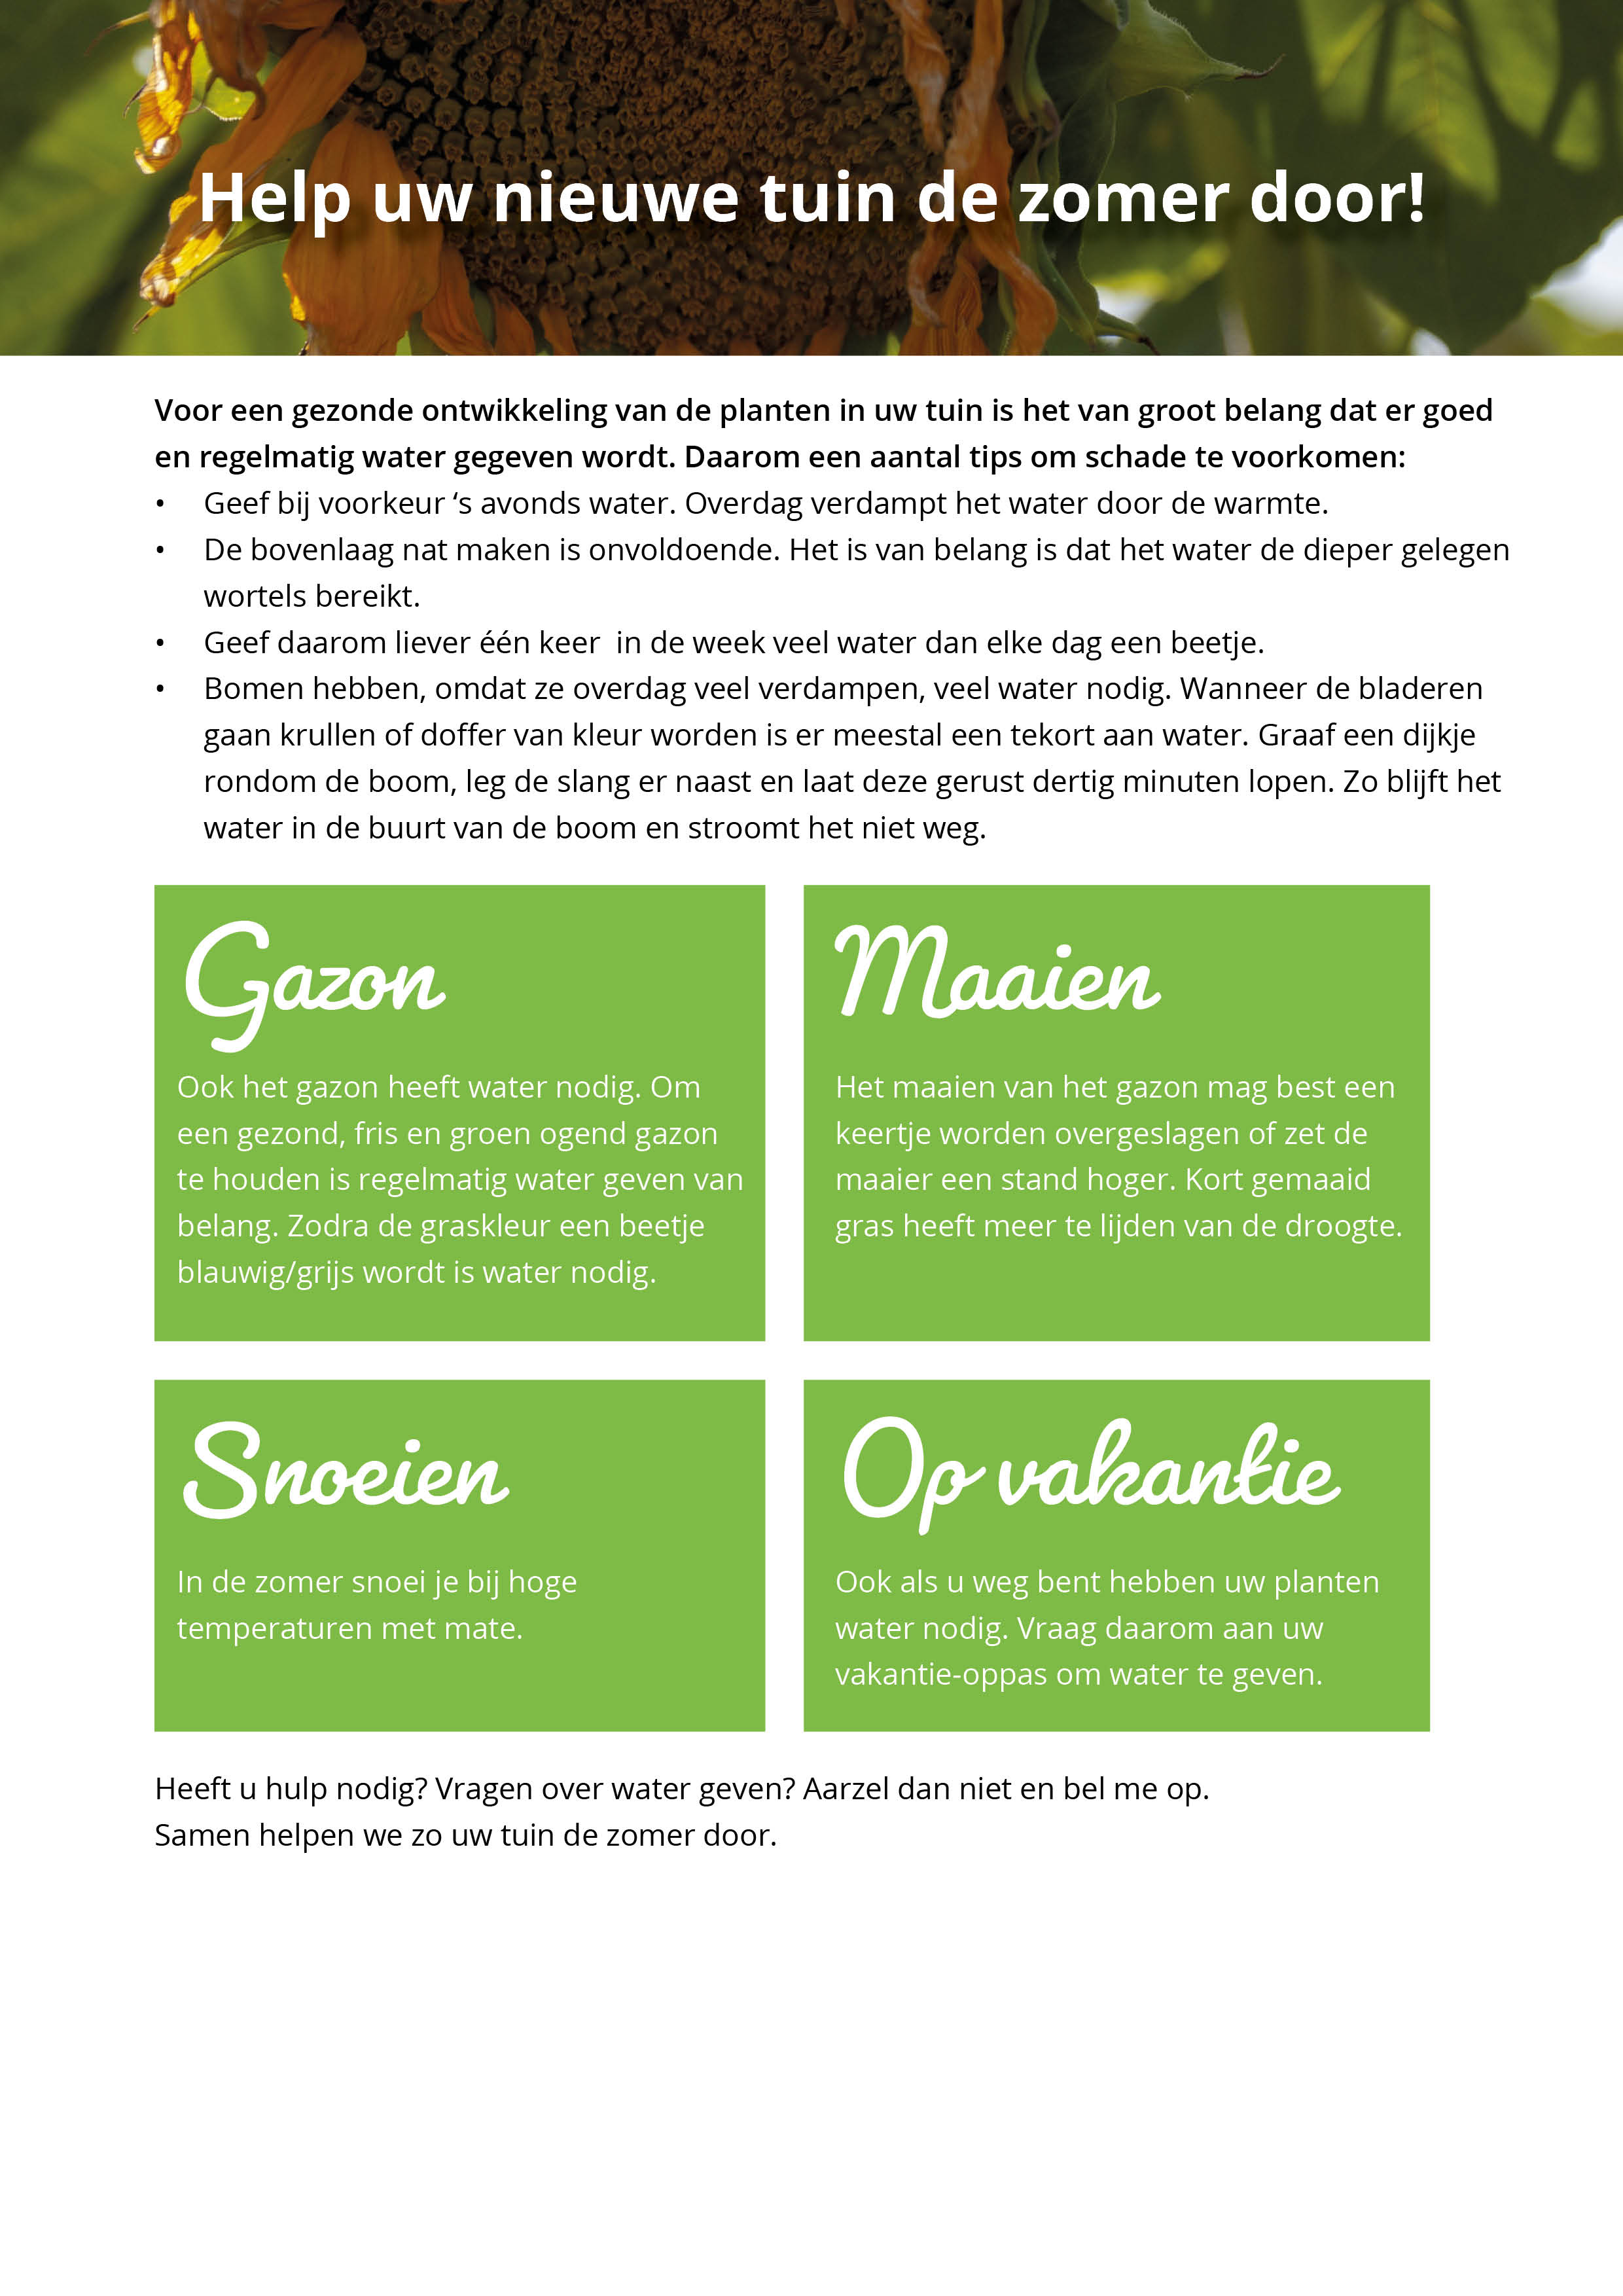 Help uw nieuwe tuin de zomer door!
Voor een gezonde ontwikkeling van de planten in uw tuin is het van groot belang dat er goed
en regelmatig water gegeven wordt. Daarom een aantal tips om schade te voorkomen:
• Geef bij voorkeur ‘s avonds water. Overdag verdampt het water door de warmte.
• De bovenlaag nat maken is onvoldoende. Het is van belang is dat het water de dieper gelegen
wortels bereikt.
• Geef daarom liever één keer  in de week veel water dan elke dag een beetje.
• Bomen hebben, omdat ze overdag veel verdampen, veel water nodig. Wanneer de bladeren
gaan krullen of doffer van kleur worden is er meestal een tekort aan water. Graaf een dijkje
rondom de boom, leg de slang er naast en laat deze gerust dertig minuten lopen. Zo blijft het
water in de buurt van de boom en stroomt het niet weg.
Gazon
Ook het gazon heeft water nodig. Om
een gezond, fris en groen ogend gazon
te houden is regelmatig water geven van
belang. Zodra de graskleur een beetje
blauwig/grijs wordt is water nodig.
Maaien
Het maaien van het gazon mag best een
keertje worden overgeslagen of zet de
maaier een stand hoger. Kort gemaaid
gras heeft meer te lijden van de droogte.
Snoeien
In de zomer snoei je bij hoge
temperaturen met mate.
Op vakantie
Ook als u weg bent hebben uw planten
water nodig. Vraag daarom aan uw
vakantie-oppas om water te geven.
Heeft u hulp nodig? Vragen over water geven? Aarzel dan niet en bel me op.
Samen helpen we zo uw tuin de zomer door.